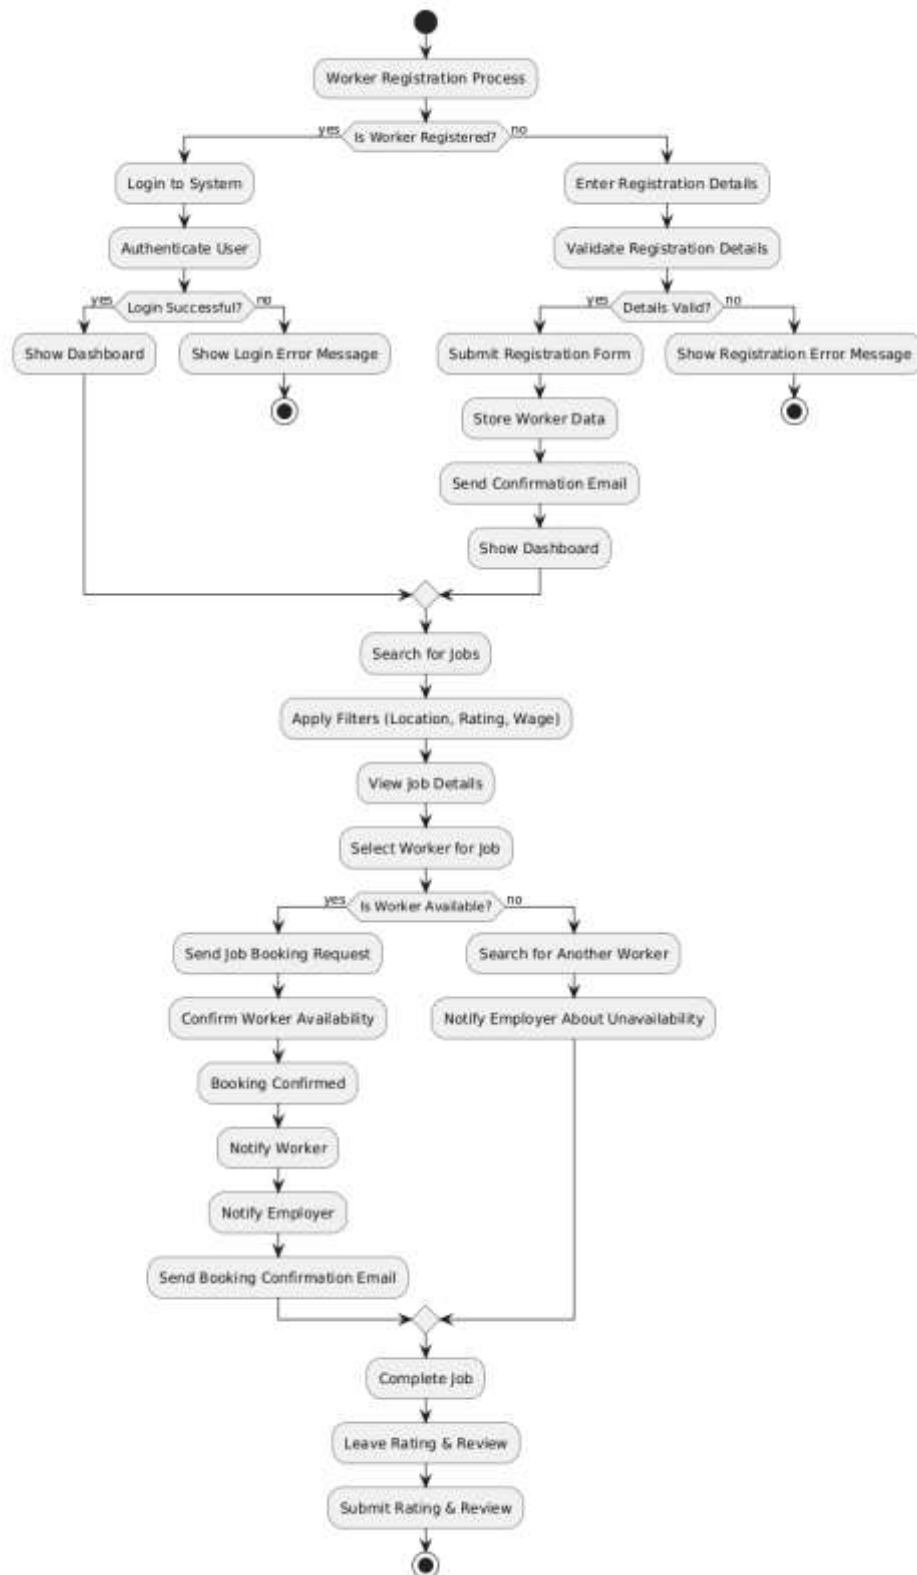 Worker Registration Process
yes
Is Worker Registered?
no
Login to System
Enter Registration Details
Authenticate User
Validate Registration Details
yes
Login Successful?
no
yes
Details Valid?
no
Show Dashboard
Show Login Error Message
Submit Registration Form
Show Registration Error Message
Store Worker Data
Send Confirmation Email
Show Dashboard
Search for Jobs
Apply Filters (Location, Rating, Wage)
View Job Details
Select Worker for Job
yes
Is Worker Available?
no
Send Job Booking Request
Search for Another Worker
Confirm Worker Availability
Notify Employer About Unavailability
Booking Confirmed
Notify Worker
Notify Employer
Send Booking Confirmation Email
Complete Job
Leave Rating & Review
Submit Rating & Review